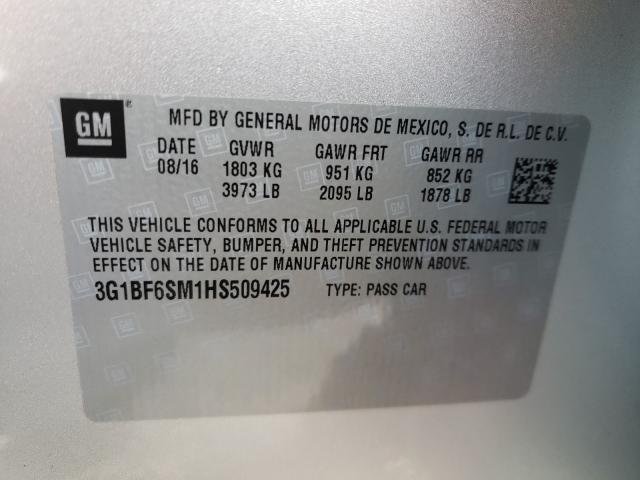 GM
MFD BY GENERAL MOTORS DE MEXICO, S. DE R.L. DE C.V.
DATE GVWR GAWR FRT GAWR RR
08/16 1803 KG 951 KG 852 KG
3973 LB 2095 LB 1878 LB
THIS VEHICLE CONFORMS TO ALL APPLICABLE U.S. FEDERAL MOTOR
VEHICLE SAFETY, BUMPER, AND THEFT PREVENTION STANDARDS IN
EFFECT ON THE DATE OF MANUFACTURE SHOWN ABOVE.
3G1BF6SM1HS509425 TYPE: PASS CAR